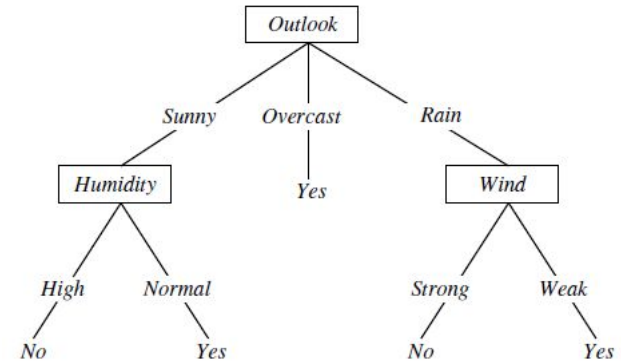 Outlook
Sunny Overcast Rain
Humidity Yes Wind
High Normal Strong Weak
No Yes No Yes